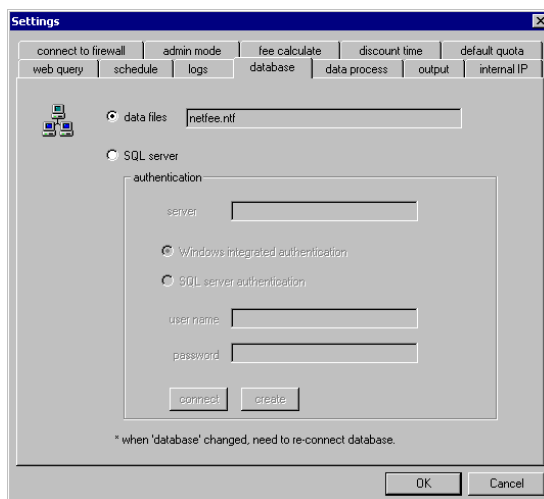 Settings
connect to firewall admin mode fee calculate discount time default quota
web query schedule logs database data process output internal IP
data files netfee.ntf
SQL server
authentication
server
Windows integrated authentication
SQL server authentication
user name
password
connect create
* when 'database' changed, need to re-connect database.
OK Cancel